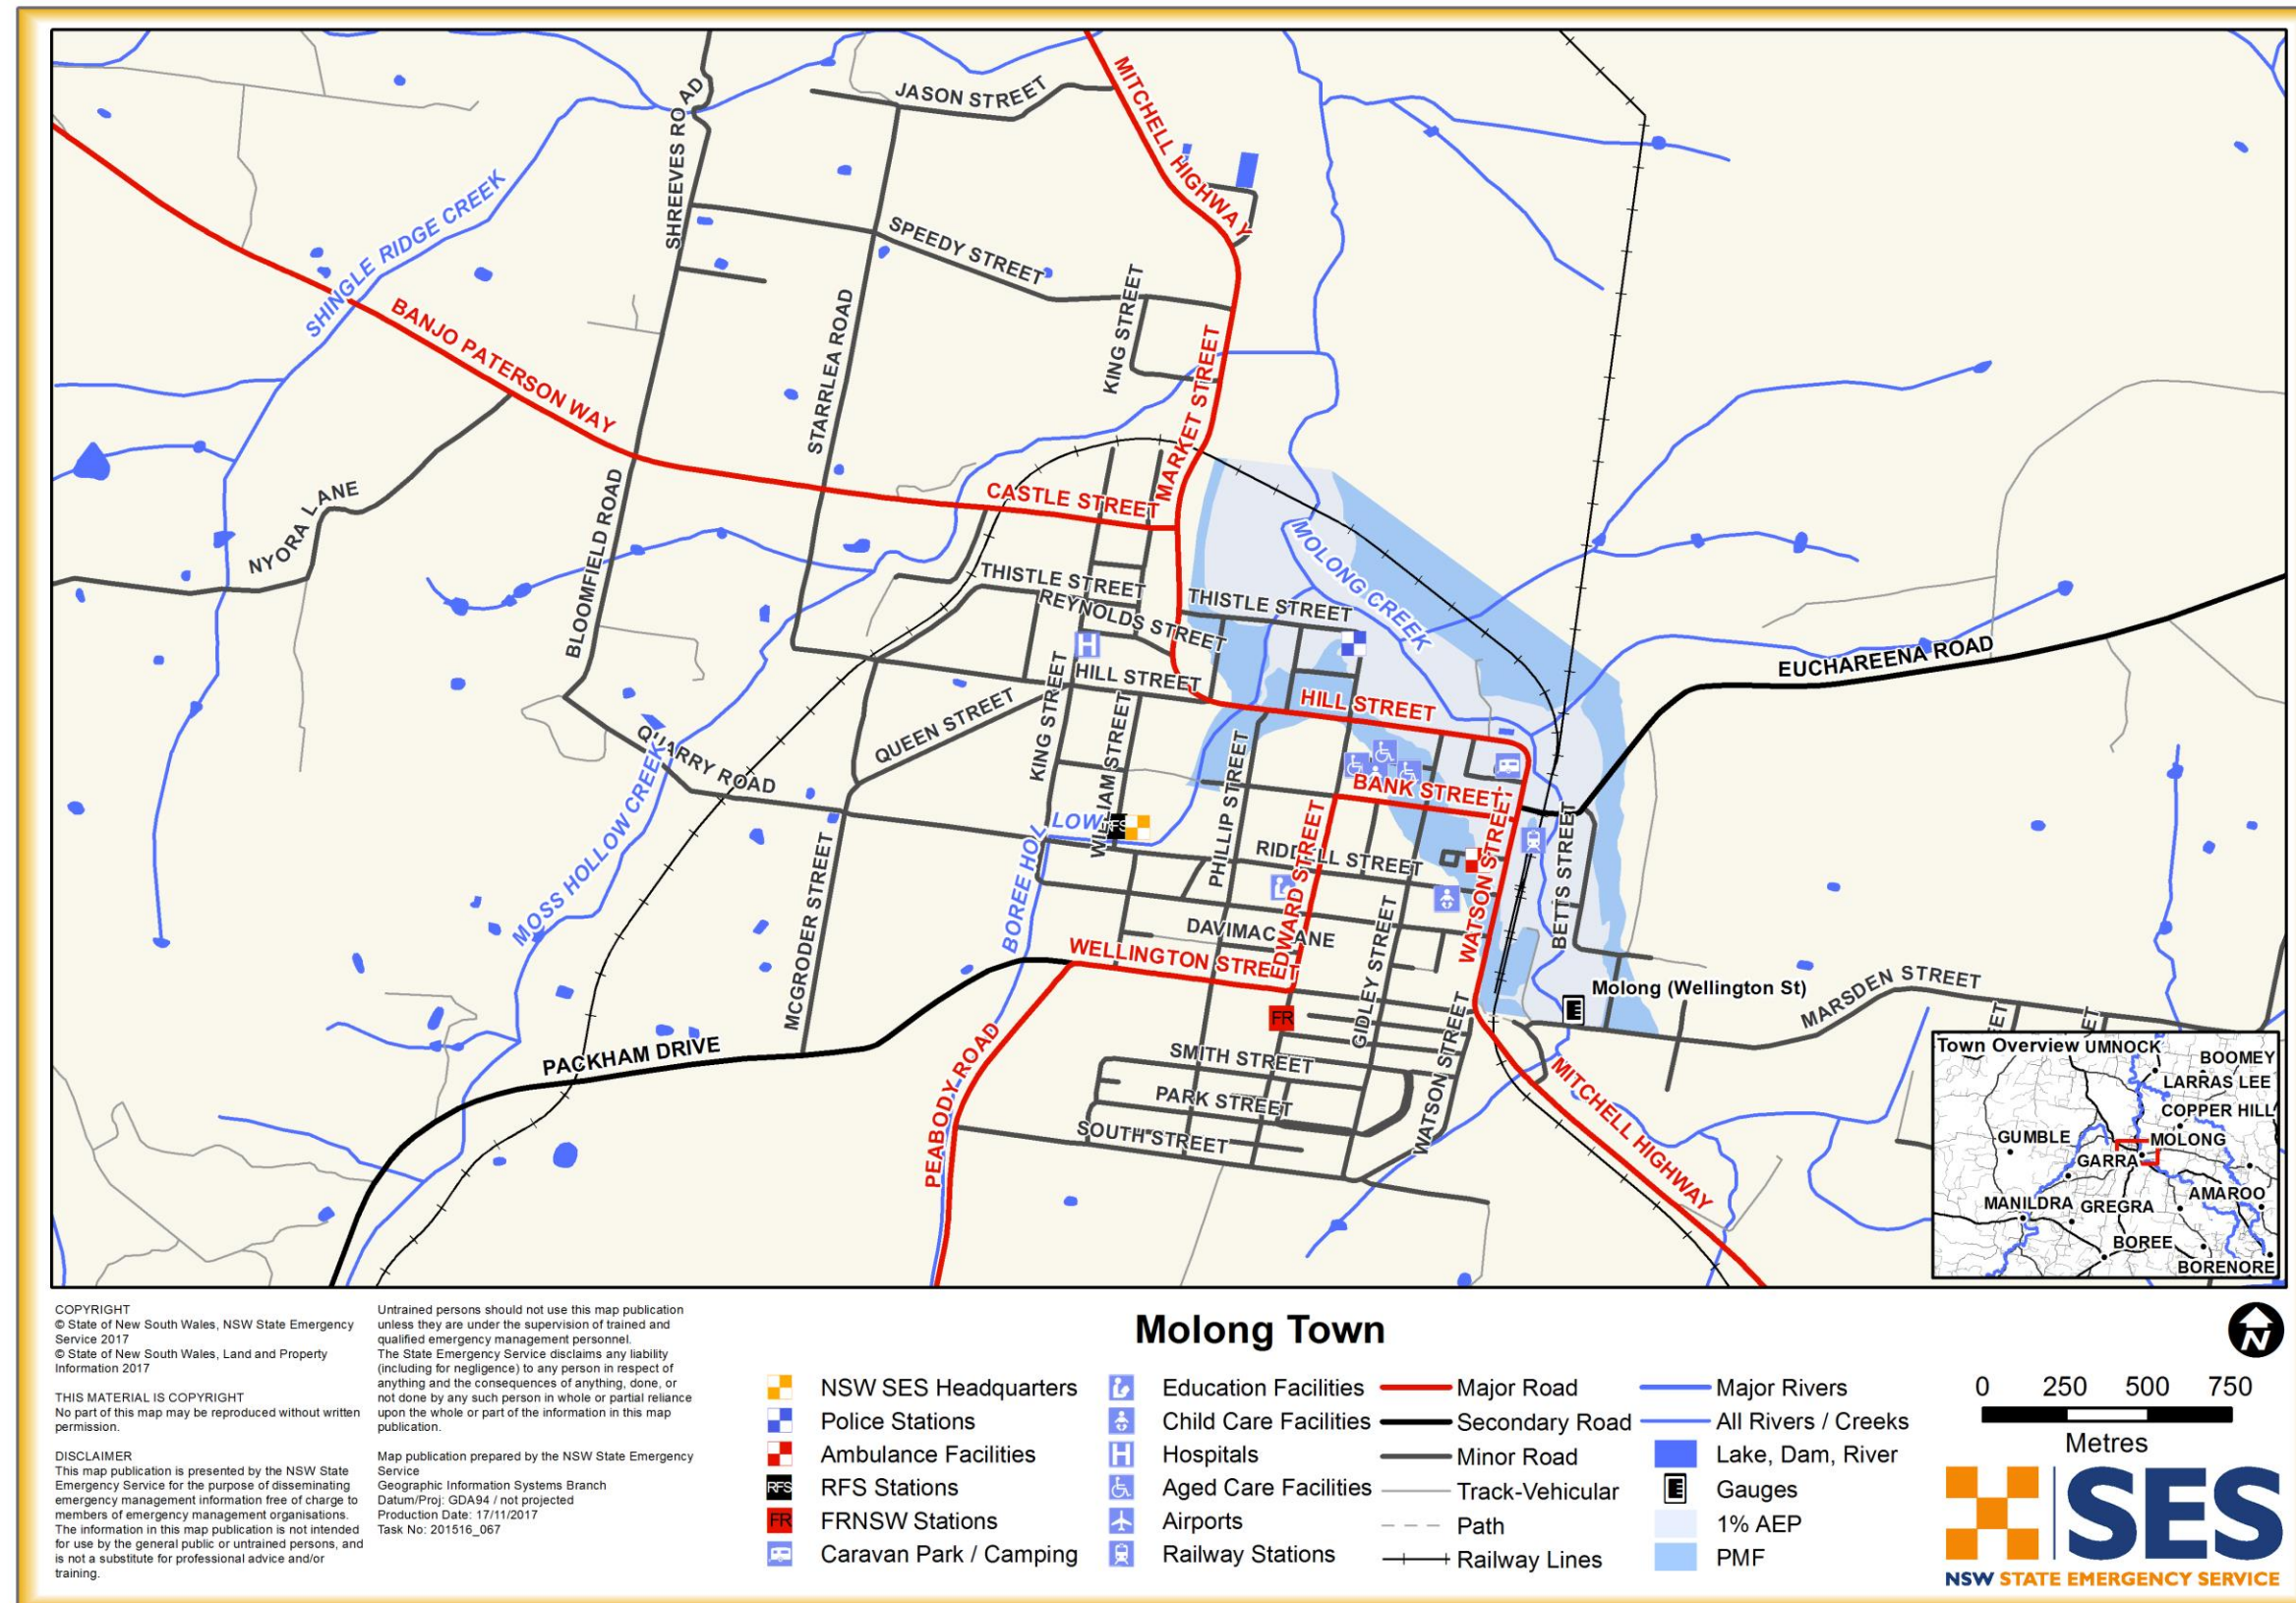 MITCHELL HIGHWAY
JASON STREET
SHREEVES ROAD
SHINGLE RIDGE CREEK
SPEEDY STREET
KING STREET
BANJO PATERSON WAY
STARRLEA ROAD
MARKET STREET
CASTLE STREET
NYORA LANE
BLOOMFIELD ROAD
MOLONG CREEK
THISTLE STREET
THISTLE STREET
REYNOLDS STREET
H
HILL STREET
HILL STREET
EUCHAREENA ROAD
QUEEN STREET
KING STREET
WILLIAM STREET
QUARRY ROAD
PHILLIP STREET
BANK STREET
MOSS HOLLOW CREEK
BOREE HOLLOW
RFS
RIDDELL STREET
EDWARD STREET
WATSON STREET
BETTS STREET
MCGRODER STREET
DAVIMAC LANE
WELLINGTON STREET
GIDLEY STREET
Molong (Wellington St)
MARSDEN STREET
FR
PACKHAM DRIVE
PEABODY ROAD
SMITH STREET
PARK STREET
SOUTH STREET
WATSON STREET
MITCHELL HIGHWAY
EET
ET
Town Overview
UMNOCK
BOOMEY
LARRAS LEE
COPPER HILL
GUMBLE
MOLONG
GARRA
MANILDRA
GREGRA
AMAROO
BOREE
BORENORE
COPYRIGHT
© State of New South Wales, NSW State Emergency
Service 2017
© State of New South Wales, Land and Property
Information 2017
THIS MATERIAL IS COPYRIGHT
No part of this map may be reproduced without written
permission.
DISCLAIMER
This map publication is presented by the NSW State
Emergency Service for the purpose of disseminating
emergency management information free of charge to
members of emergency management organisations.
The information in this map publication is not intended
for use by the general public or untrained persons, and
is not a substitute for professional advice and/or
training.
Untrained persons should not use this map publication
unless they are under the supervision of trained and
qualified emergency management personnel.
The State Emergency Service disclaims any liability
(including for negligence) to any person in respect of
anything and the consequences of anything, done, or
not done by any such person in whole or partial reliance
upon the whole or part of the information in this map
publication.
Map publication prepared by the NSW State Emergency
Service
Geographic Information Systems Branch
Datum/Proj: GDA94 / not projected
Production Date: 17/11/2017
Task No: 201516_067
Molong Town
NSW SES Headquarters
Police Stations
Ambulance Facilities
RFS RFS Stations
FR FRNSW Stations
Caravan Park / Camping
Education Facilities
Child Care Facilities
H Hospitals
Aged Care Facilities
Airports
Railway Stations
Major Road
Secondary Road
Minor Road
Track-Vehicular
Path
Railway Lines
Major Rivers
All Rivers / Creeks
Lake, Dam, River
Gauges
1% AEP
PMF
N
0 250 500 750
Metres
SES
NSW STATE EMERGENCY SERVICE